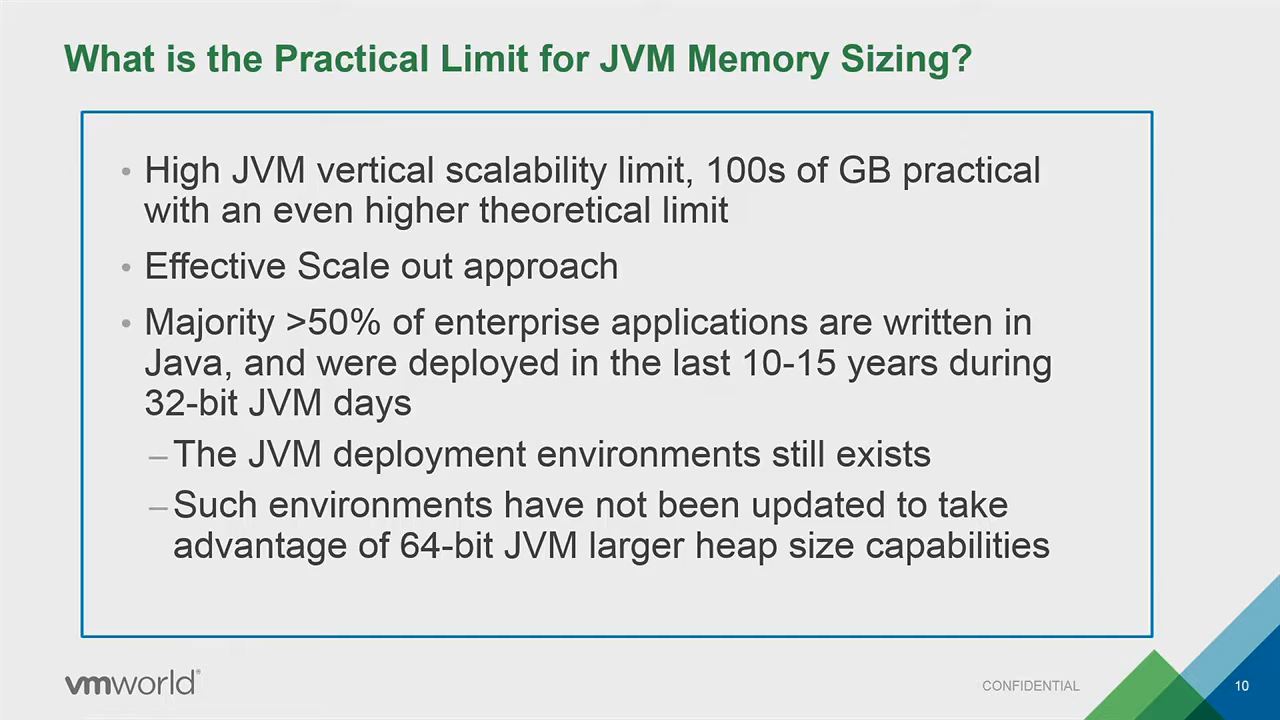 What is the Practical Limit for JVM Memory Sizing?
• High JVM vertical scalability limit, 100s of GB practical
with an even higher theoretical limit
• Effective Scale out approach
• Majority >50% of enterprise applications are written in
Java, and were deployed in the last 10-15 years during
32-bit JVM days
– The JVM deployment environments still exists
– Such environments have not been updated to take
advantage of 64-bit JVM larger heap size capabilities
vmworld®
CONFIDENTIAL
10